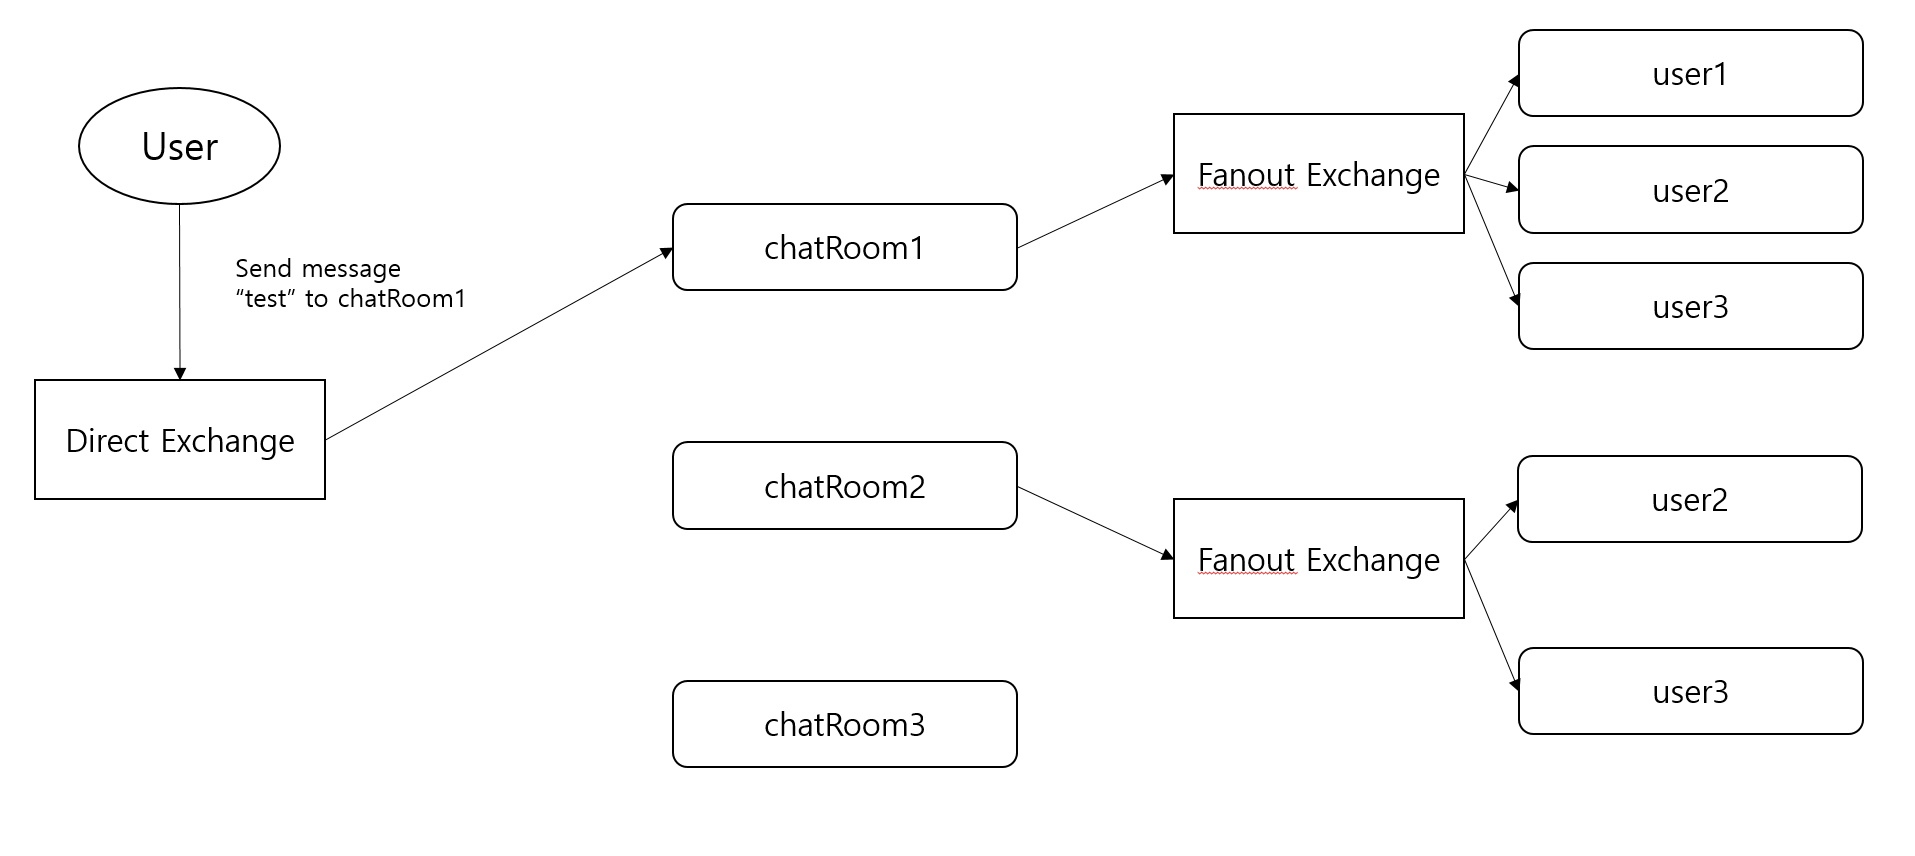 User
Send message
“test” to chatRoom1
Direct Exchange
chatRoom1
chatRoom2
chatRoom3
Fanout Exchange
user1
user2
user3
Fanout Exchange
user2
user3